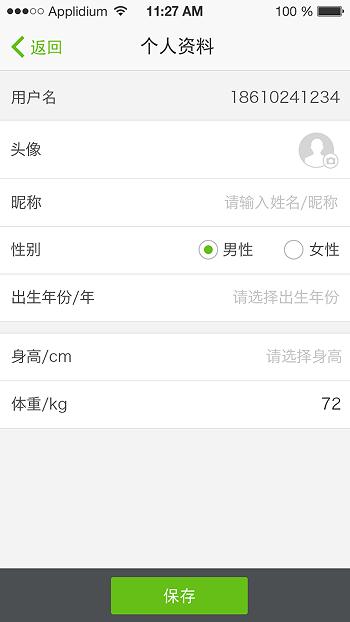 Applidium 11:27 AM 100 %
返回 个人资料
用户名 18610241234
头像
昵称 请输入姓名/昵称
性别 男性 女性
出生年份/年 请选择出生年份
身高/cm 请选择身高
体重/kg 72
保存